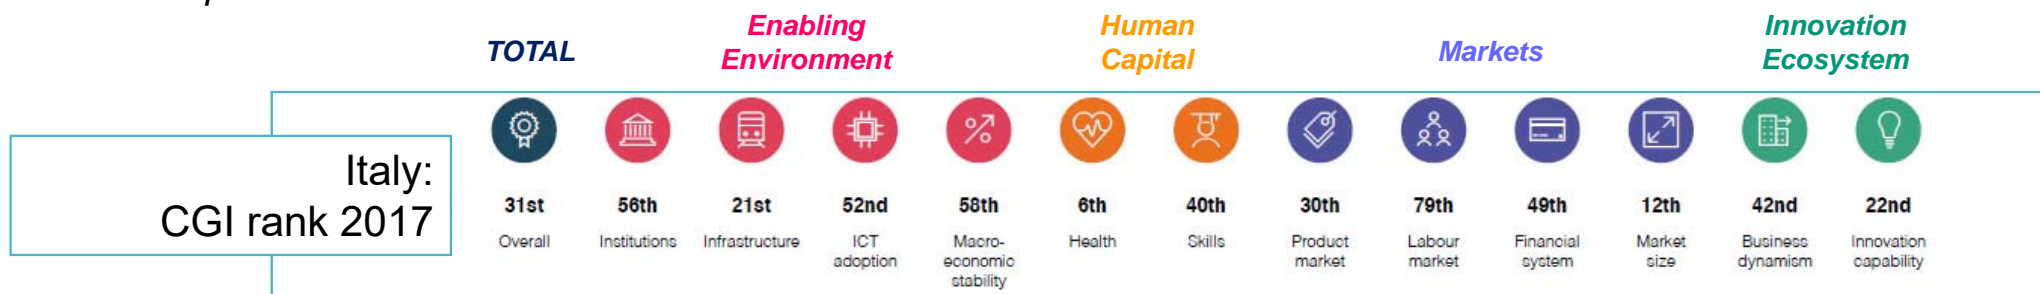 TOTAL
Enabling
Environment
Human
Capital
Markets
Innovation
Ecosystem
Italy:
CGI rank 2017
31st
Overall
56th
Institutions
21st
Infrastructure
52nd
ICT
adoption
58th
Macro-
economic
stability
6th
Health
40th
Skills
30th
Product
market
79th
Labour
market
49th
Financial
system
12th
Market
size
42nd
Business
dynamism
22nd
Innovation
capability